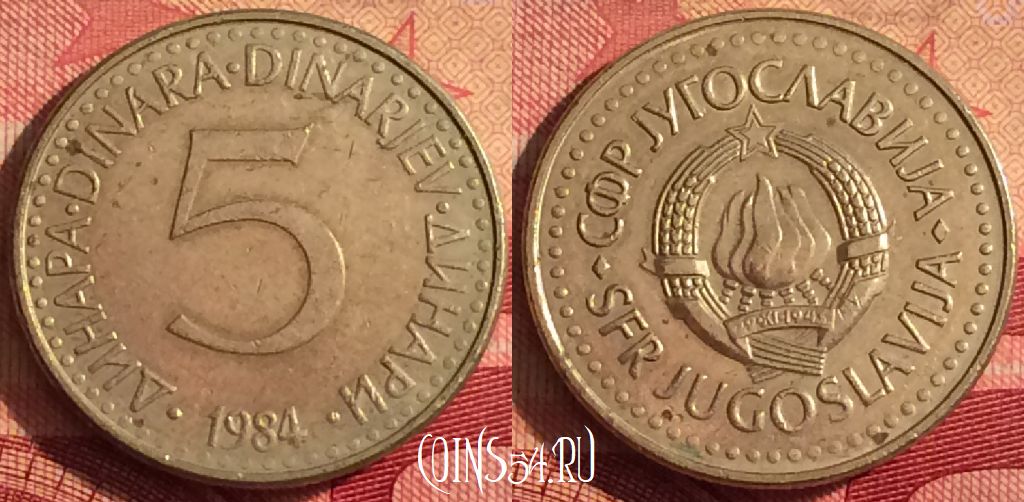 ДИНАРА·DINARA·DINARJEV·ДИНАРИ
5
·1984·
СФР ЈУГОСЛАВИЈА
SFR JUGOSLAVIJA
COINS54.RU